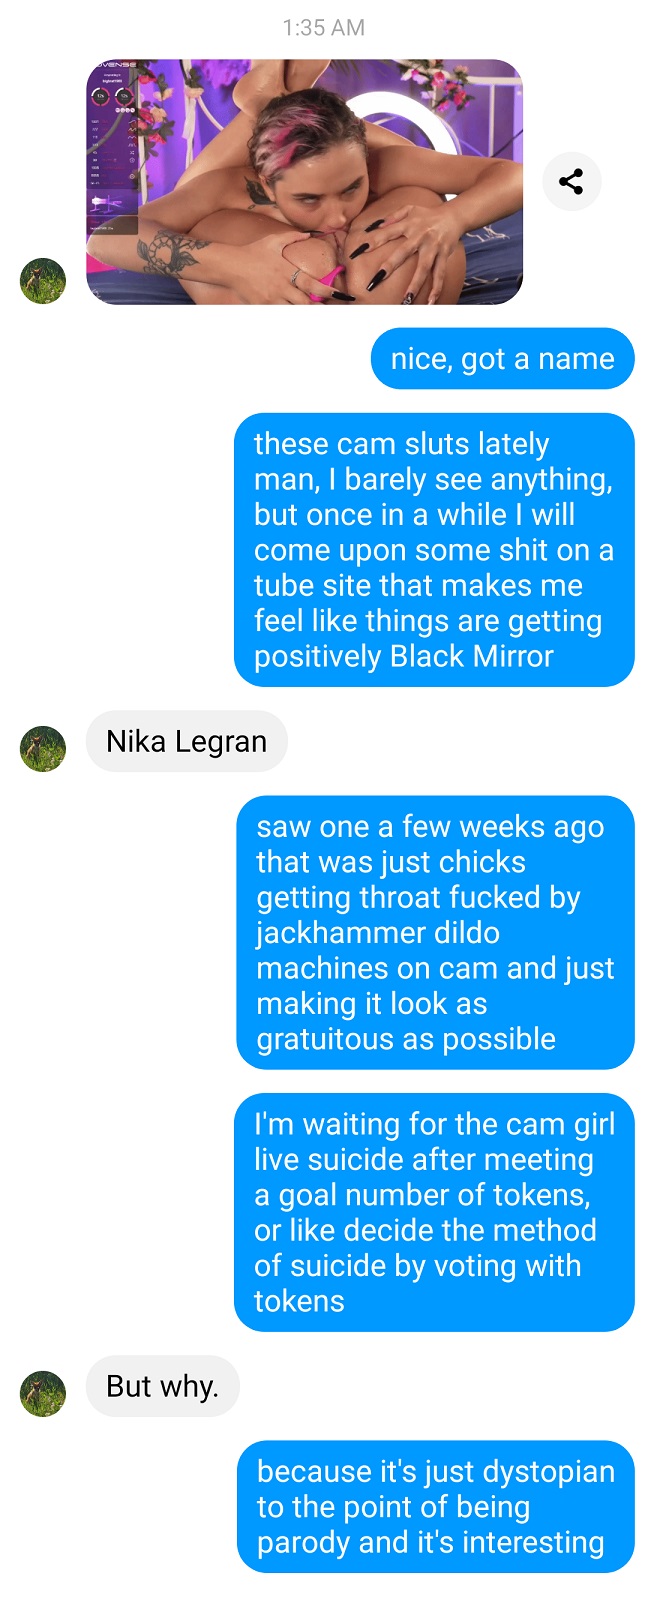 1:35 AM
OVENSE
nice, got a name
these cam sluts lately
man, I barely see anything,
but once in a while I will
come upon some shit on a
tube site that makes me
feel like things are getting
positively Black Mirror
Nika Legran
saw one a few weeks ago
that was just chicks
getting throat fucked by
jackhammer dildo
machines on cam and just
making it look as
gratuitous as possible
I'm waiting for the cam girl
live suicide after meeting
a goal number of tokens,
or like decide the method
of suicide by voting with
tokens
But why.
because it's just dystopian
to the point of being
parody and it's interesting